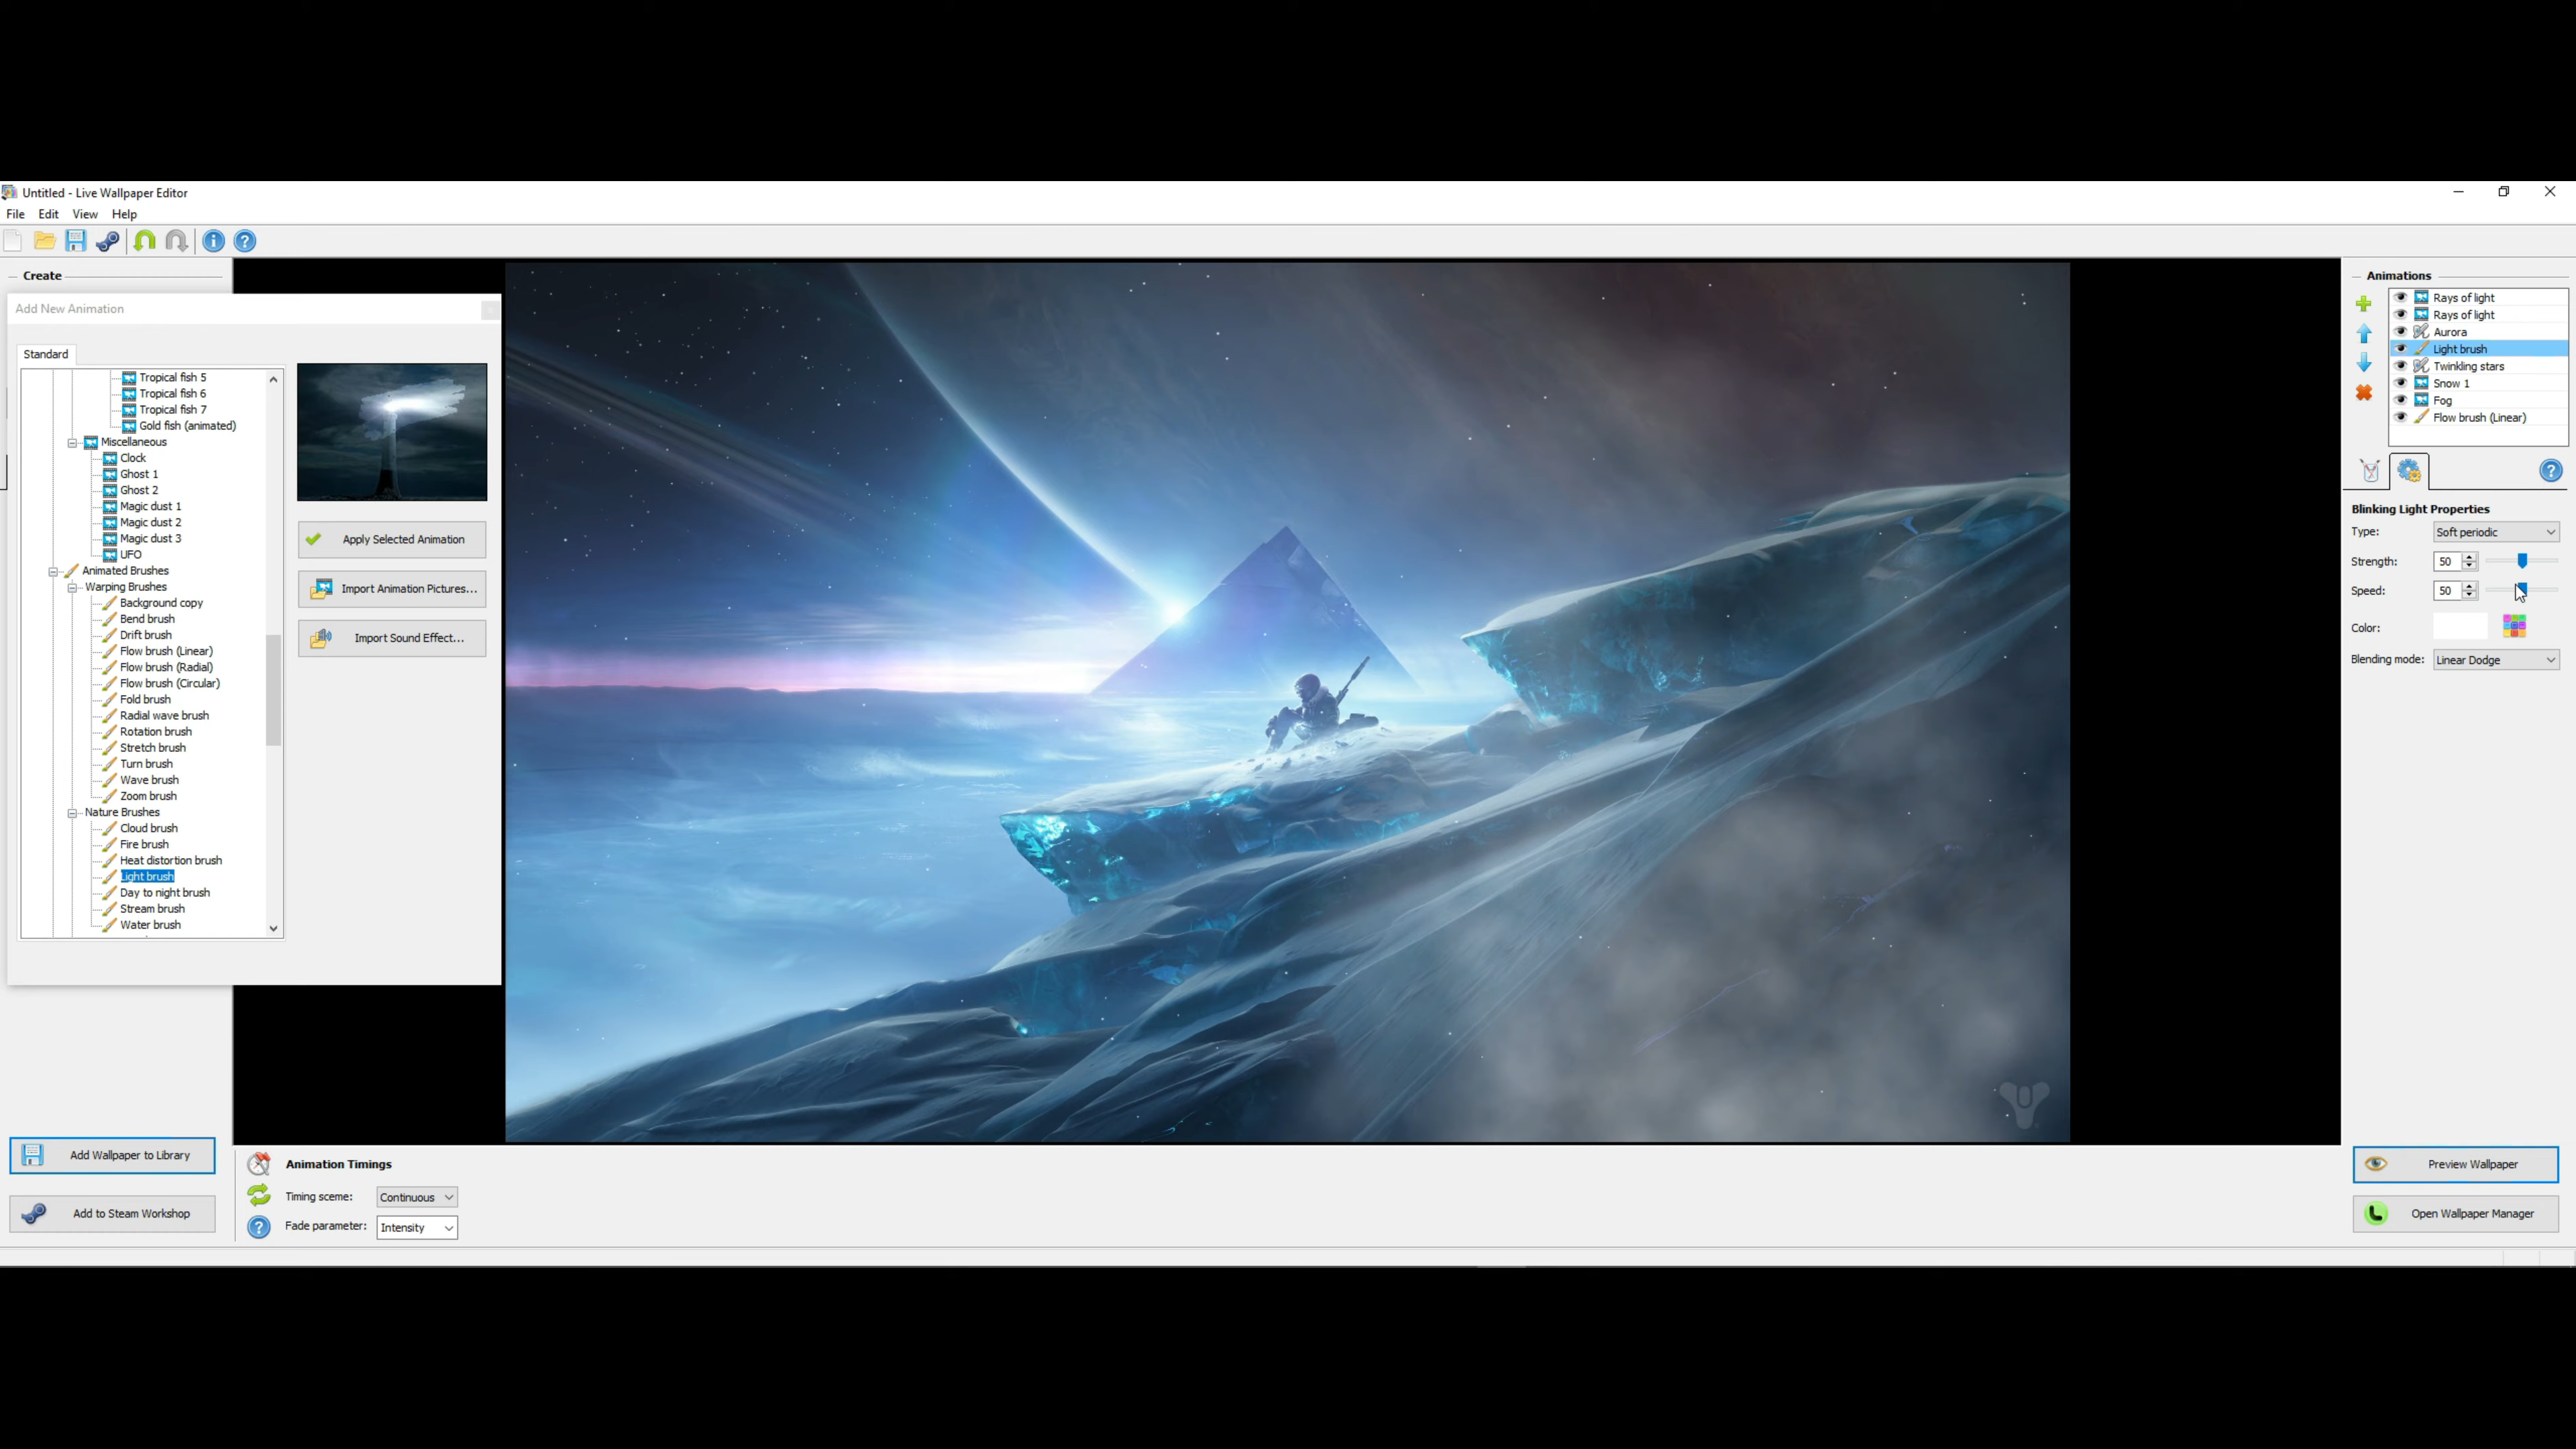 Untitled - Live Wallpaper Editor
File Edit View Help
Create
Add New Animation
Standard
Tropical fish 5
Tropical fish 6
Tropical fish 7
Gold fish (animated)
Miscellaneous
Clock
Ghost 1
Ghost 2
Magic dust 1
Magic dust 2
Magic dust 3
UFO
Animated Brushes
Warping Brushes
Background copy
Bend brush
Drift brush
Flow brush (Linear)
Flow brush (Radial)
Flow brush (Circular)
Fold brush
Radial wave brush
Rotation brush
Stretch brush
Turn brush
Wave brush
Zoom brush
Nature Brushes
Cloud brush
Fire brush
Heat distortion brush
Light brush
Day to night brush
Stream brush
Water brush
Apply Selected Animation
Import Animation Pictures...
Import Sound Effect...
Add Wallpaper to Library
Add to Steam Workshop
Animation Timings
Timing sceme: Continuous
Fade parameter: Intensity
Animations
Rays of light
Rays of light
Aurora
Light brush
Twinkling stars
Snow 1
Fog
Flow brush (Linear)
Blinking Light Properties
Type: Soft periodic
Strength: 50
Speed: 50
Color:
Blending mode: Linear Dodge
Preview Wallpaper
Open Wallpaper Manager